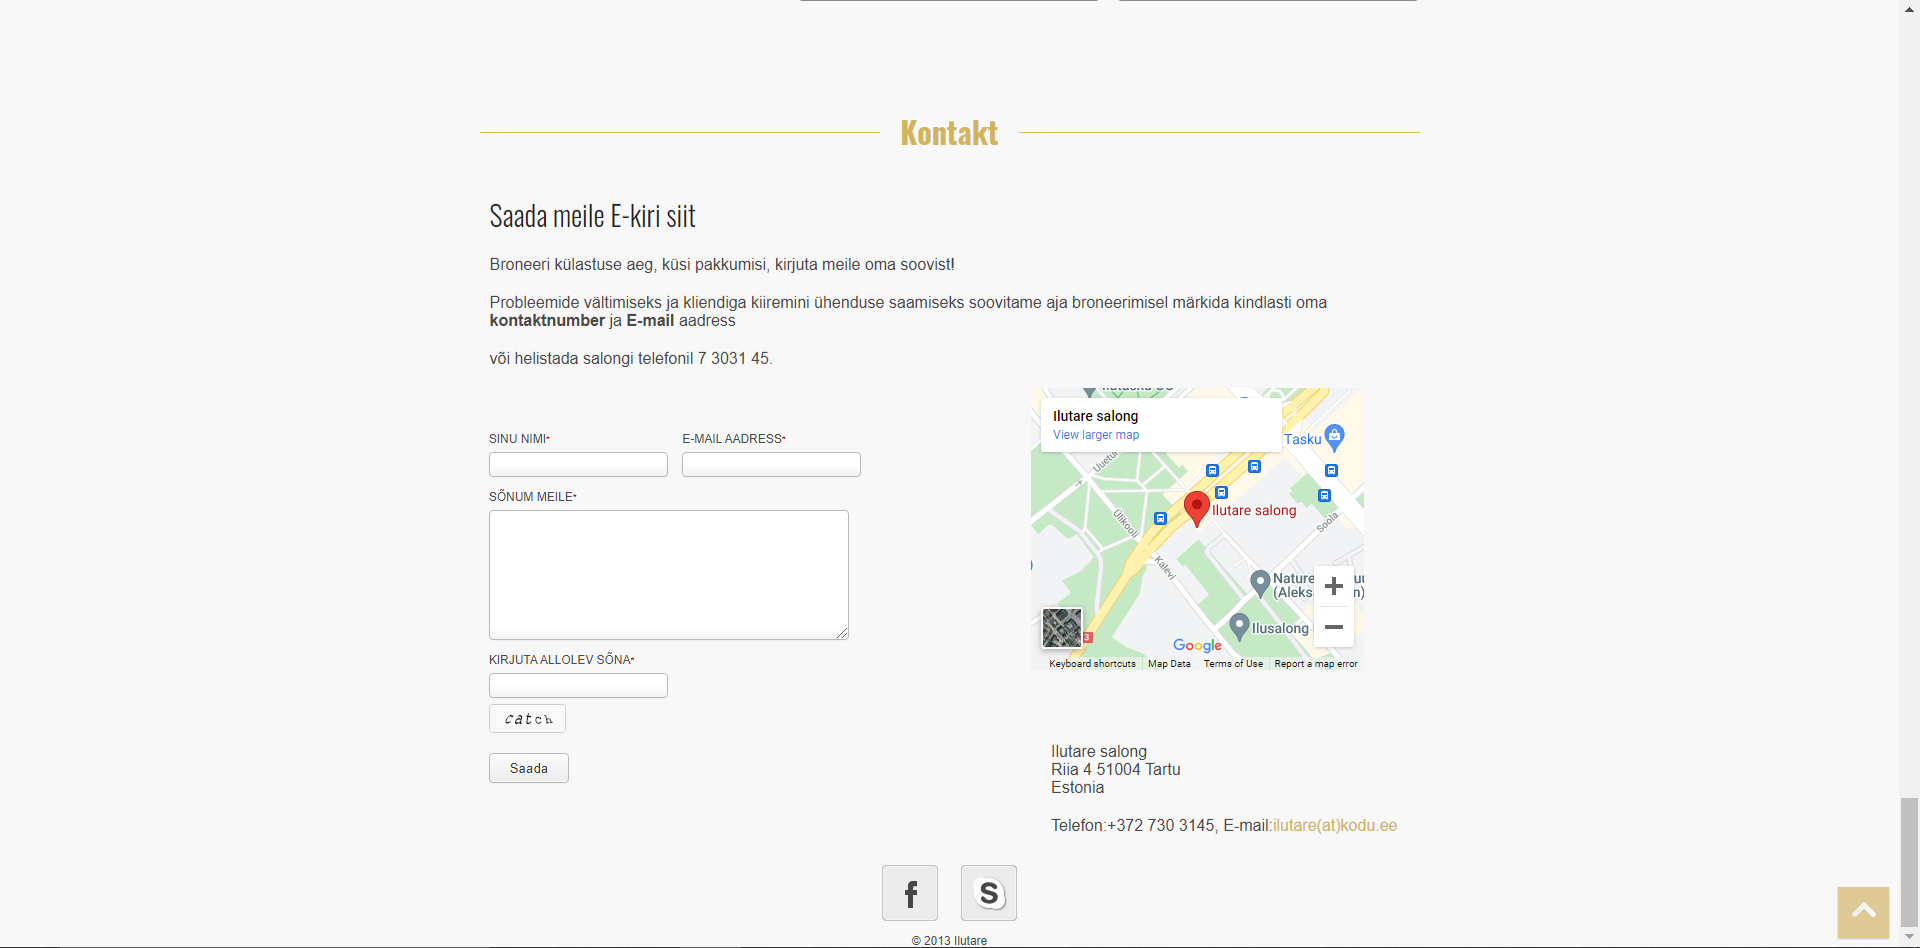 Kontakt
Saada meile E-kiri siit
Broneeri külastuse aeg, küsi pakkumisi, kirjuta meile oma soovist!
Probleemide vältimiseks ja kliendiga kiiremini ühenduse saamiseks soovitame aja broneerimisel märkida kindlasti oma
kontaktnumber ja E-mail aadress
või helistada salongi telefonil 7 3031 45.
SINU NIMI*
E-MAIL AADRESS*
SÕNUM MEILE*
KIRJUTA ALLOLEV SÕNA*
catch
Saada
Ilutare salong
View larger map
Tasku
Ülikooli
Ilutare salong
Soola
Kalevi
Nature
(Aleks
Ilusalong
3
Google
Keyboard shortcuts
Map Data
Terms of Use
Report a map error
Ilutare salong
Riia 4 51004 Tartu
Estonia
Telefon:+372 730 3145, E-mail:ilutare(at)kodu.ee
f
S
© 2013 Ilutare